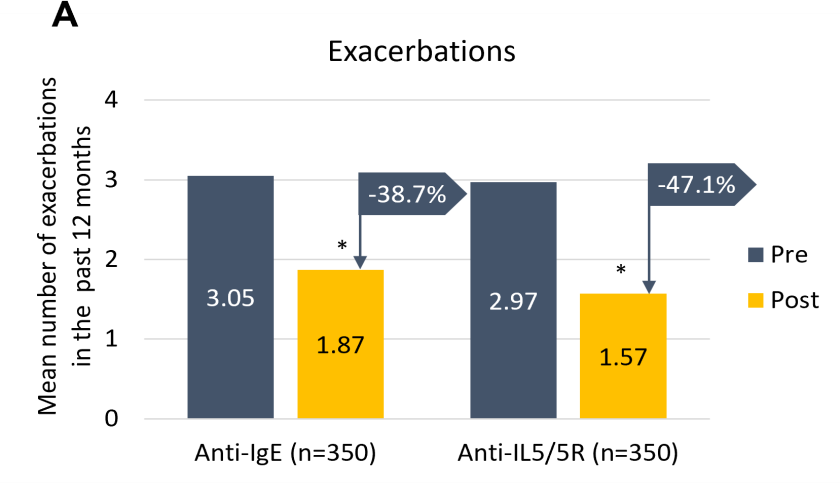 A
Exacerbations
Mean number of exacerbations
in the past 12 months
4
3
2
1
0
3.05
*
1.87
-38.7%
2.97
*
1.57
-47.1%
Anti-IgE (n=350)
Anti-IL5/5R (n=350)
Pre
Post